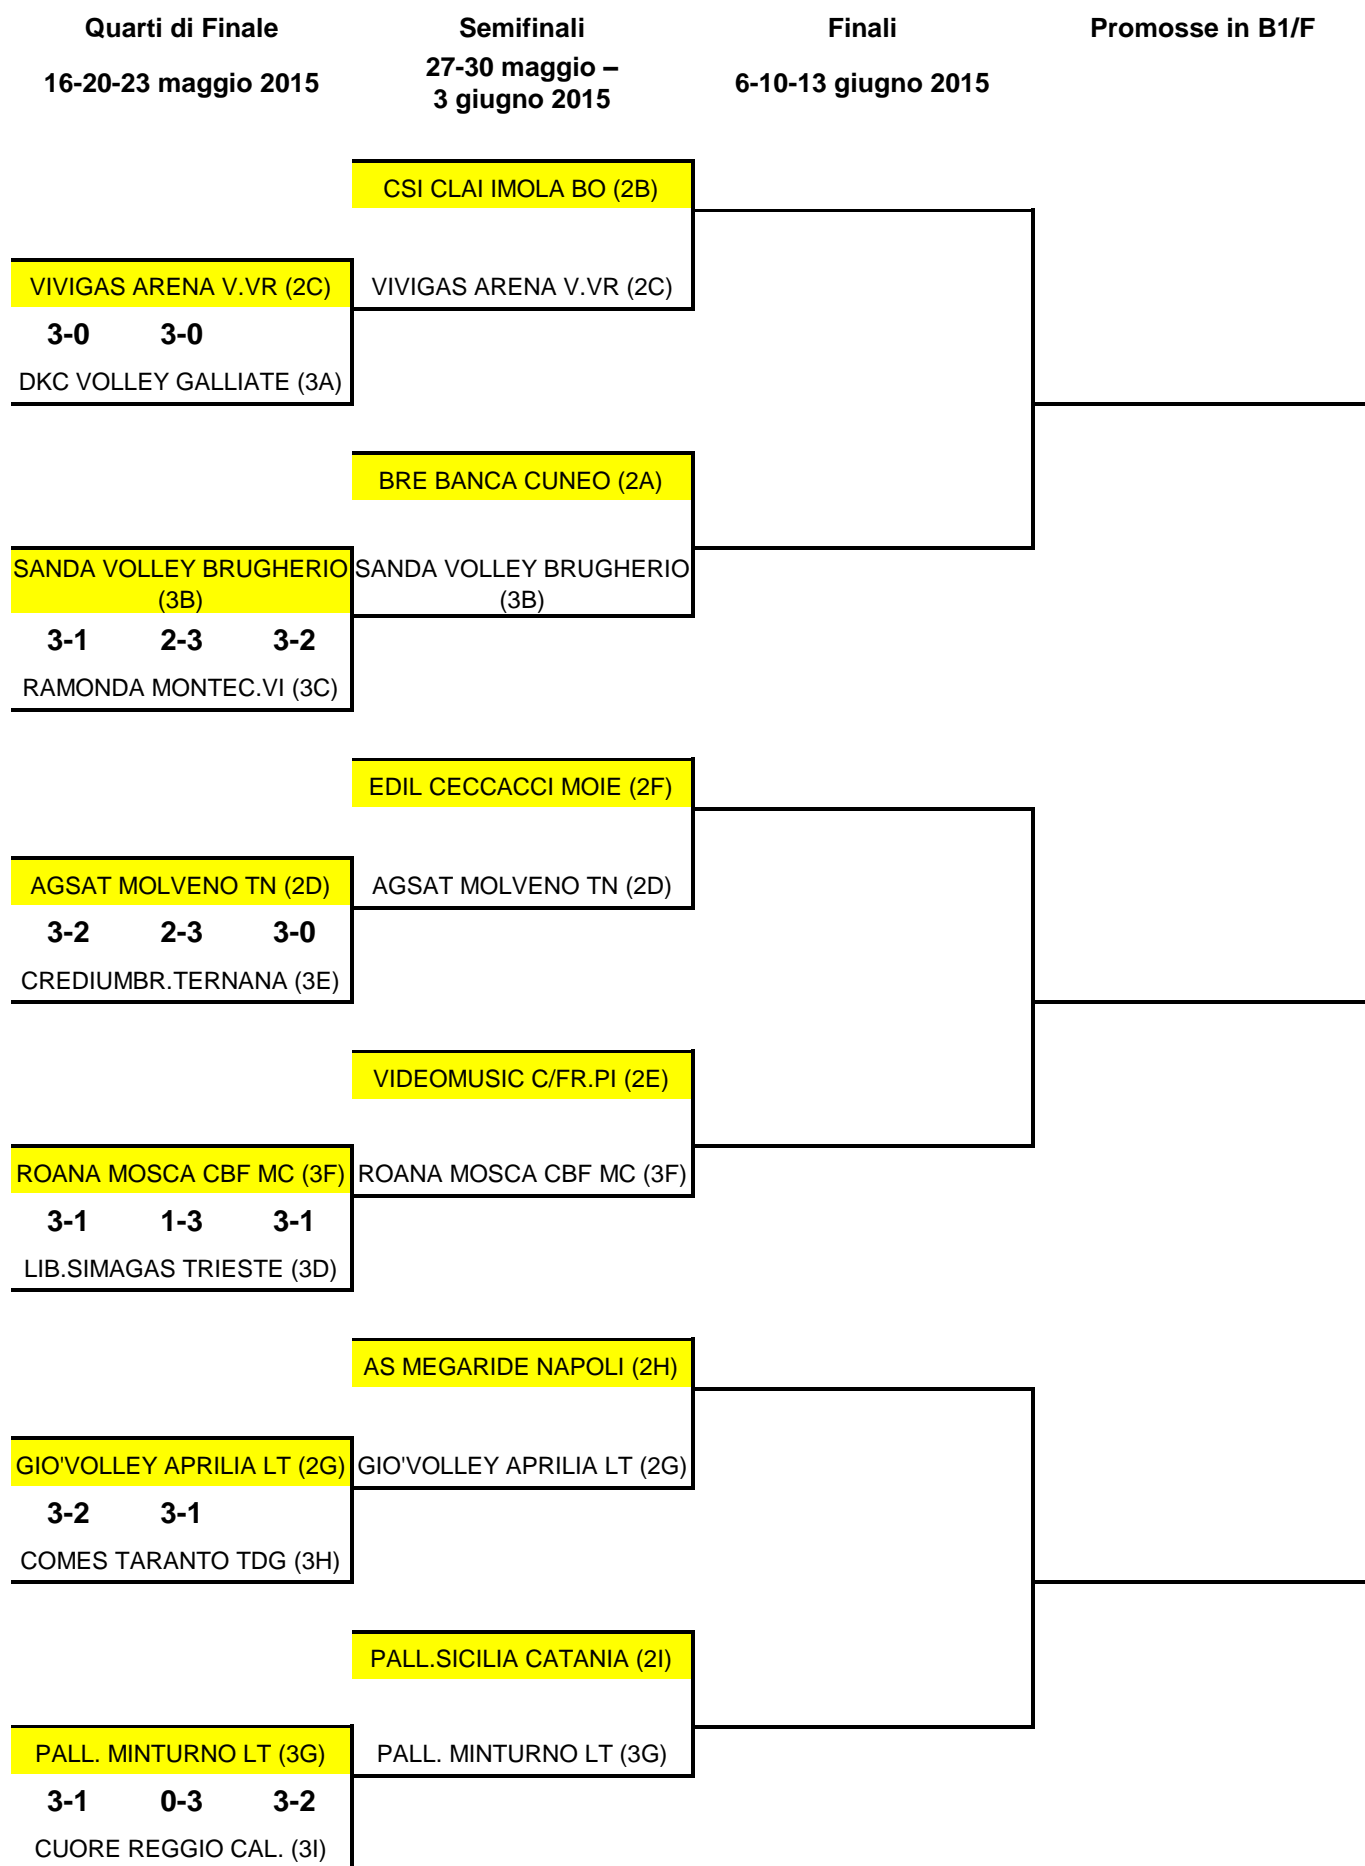 Quarti di Finale
Semifinali
Finali
Promosse in B1/F
16-20-23 maggio 2015
27-30 maggio –
3 giugno 2015
6-10-13 giugno 2015
CSI CLAI IMOLA BO (2B)
VIVIGAS ARENA V.VR (2C)
VIVIGAS ARENA V.VR (2C)
3-0 3-0
DKC VOLLEY GALLIATE (3A)
BRE BANCA CUNEO (2A)
SANDA VOLLEY BRUGHERIO
(3B)
SANDA VOLLEY BRUGHERIO
(3B)
3-1 2-3 3-2
RAMONDA MONTEC.VI (3C)
EDIL CECCACCI MOIE (2F)
AGSAT MOLVENO TN (2D)
AGSAT MOLVENO TN (2D)
3-2 2-3 3-0
CREDIUMBR.TERNANA (3E)
VIDEOMUSIC C/FR.PI (2E)
ROANA MOSCA CBF MC (3F)
ROANA MOSCA CBF MC (3F)
3-1 1-3 3-1
LIB.SIMAGAS TRIESTE (3D)
AS MEGARIDE NAPOLI (2H)
GIO'VOLLEY APRILIA LT (2G)
GIO'VOLLEY APRILIA LT (2G)
3-2 3-1
COMES TARANTO TDG (3H)
PALL.SICILIA CATANIA (2I)
PALL. MINTURNO LT (3G)
PALL. MINTURNO LT (3G)
3-1 0-3 3-2
CUORE REGGIO CAL. (3I)